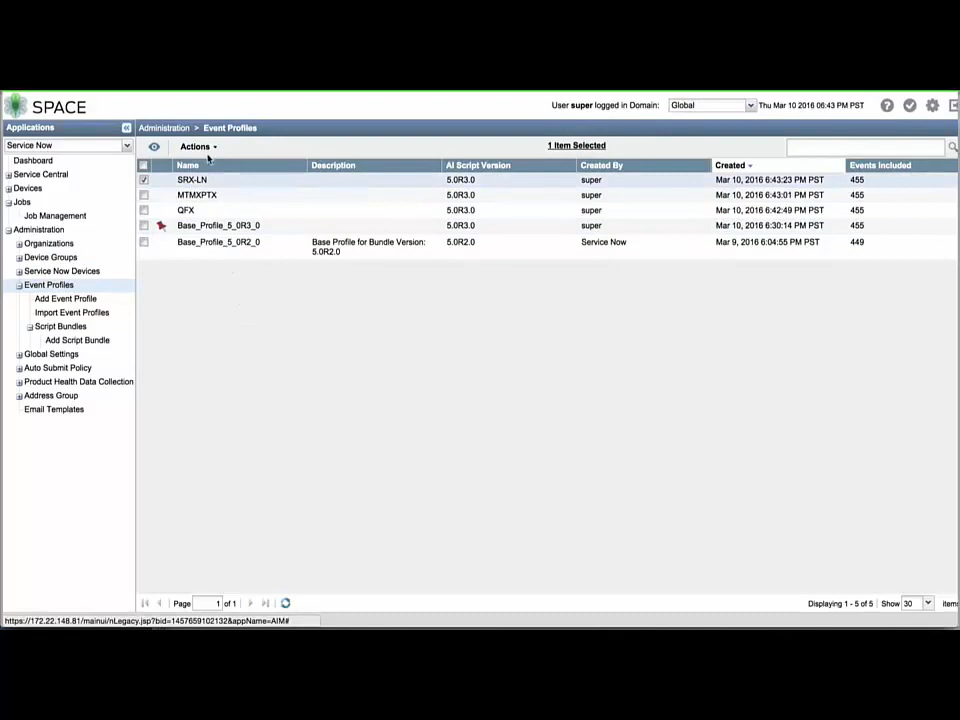 SPACE
User super logged in Domain: Global Thu Mar 10 2016 06:43 PM PST
Applications
Administration > Event Profiles
Service Now
Actions
1 Item Selected
Dashboard
Service Central
Devices
Jobs
Job Management
Administration
Organizations
Device Groups
Service Now Devices
Event Profiles
Add Event Profile
Import Event Profiles
Script Bundles
Add Script Bundle
Global Settings
Auto Submit Policy
Product Health Data Collection
Address Group
Email Templates
Name Description AI Script Version Created By Created Events Included
SRX-LN 5.0R3.0 super Mar 10, 2016 6:43:23 PM PST 455
MTMXPTX 5.0R3.0 super Mar 10, 2016 6:43:01 PM PST 455
QFX 5.0R3.0 super Mar 10, 2016 6:42:49 PM PST 455
Base_Profile_5_0R3_0 5.0R3.0 super Mar 10, 2016 6:30:14 PM PST 455
Base_Profile_5_0R2_0 Base Profile for Bundle Version: 5.0R2.0 Service Now Mar 9, 2016 6:04:55 PM PST 449
5.0R2.0
Page 1 of 1
Displaying 1 - 5 of 5 Show 30 items
https://172.22.148.81/mainui/nLegacy.jsp?bid=1457659102132&appName=AIM#